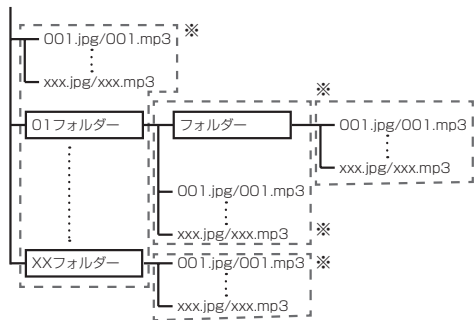 001.jpg/001.mp3 ※
xxx.jpg/xxx.mp3
※
01フォルダー フォルダー 001.jpg/001.mp3
xxx.jpg/xxx.mp3
001.jpg/001.mp3
xxx.jpg/xxx.mp3 ※
XXフォルダー 001.jpg/001.mp3 ※
xxx.jpg/xxx.mp3